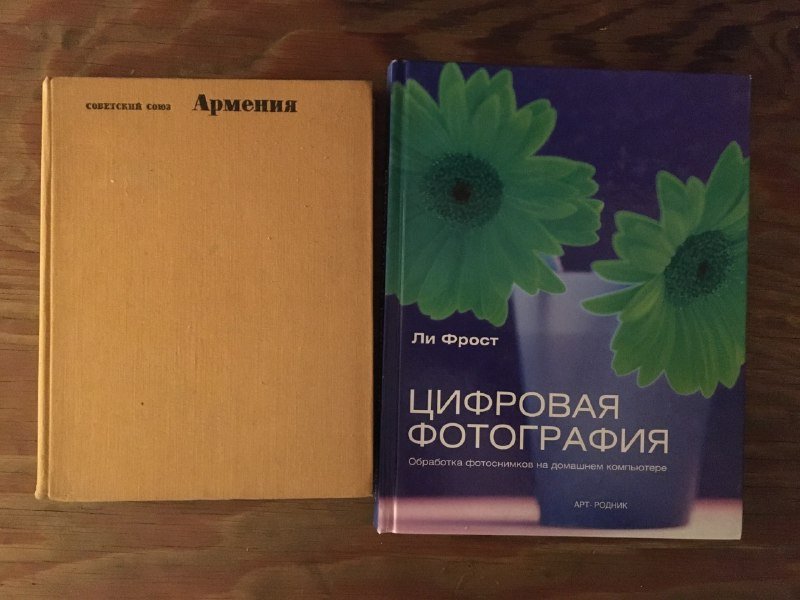 Советский Союз Армения
Ли Фрост
ЦИФРОВАЯ
ФОТОГРАФИЯ
Обработка фотоснимков на домашнем компьютере
АРТ-РОДНИК